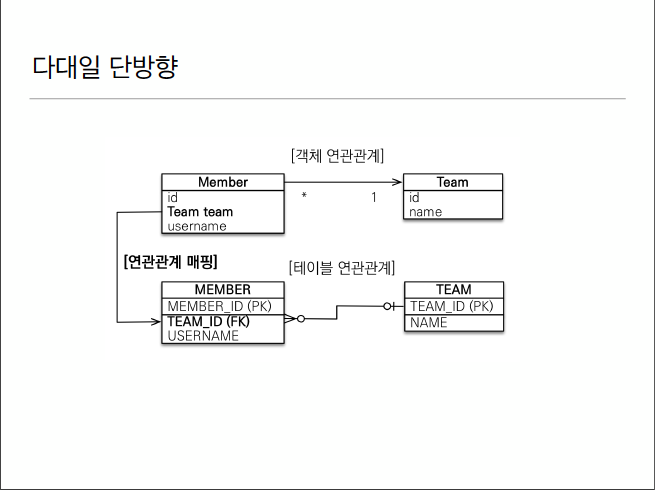 다대일 단방향
[객체 연관관계]
Member
id
Team team
username
* 1
Team
id
name
[연관관계 매핑]
[테이블 연관관계]
MEMBER
MEMBER_ID (PK)
TEAM_ID (FK)
USERNAME
TEAM
TEAM_ID (PK)
NAME